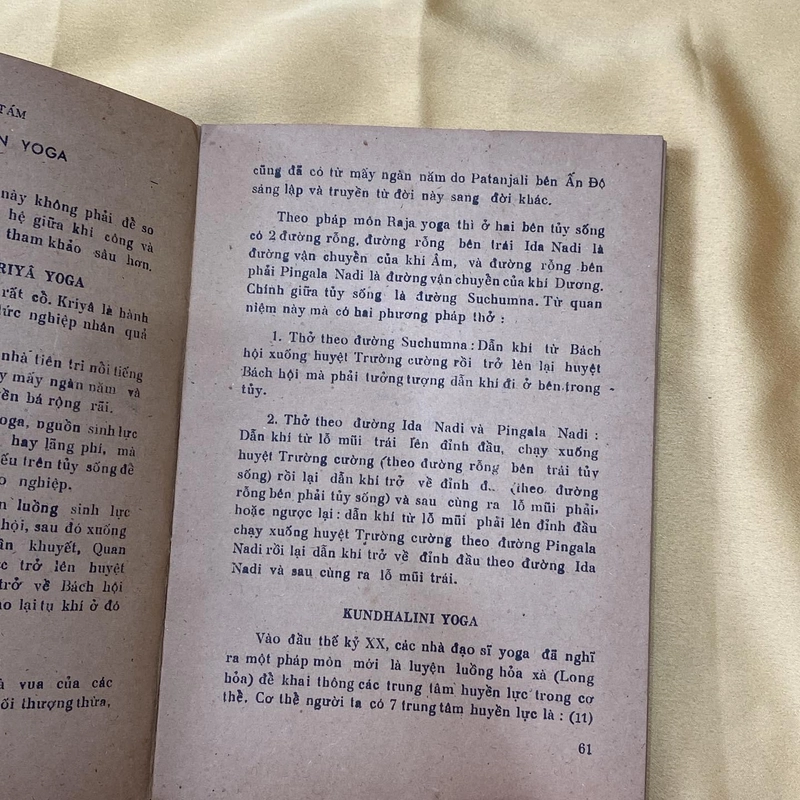 TÁM
N YOGA
này không phải để so
hệ giữa khí công và
tham khảo sâu hơn.
RIYÂ YOGA
rất cổ. Kriyâ là hành
ức nghiệp nhân quả
nhà tiên tri nổi tiếng
y mấy ngàn năm và
yền bá rộng rãi.
oga, nguồn sinh lực
hay lãng phí, mà
ếu trên tủy sống để
o nghiệp.
n luồng sinh lực
hội, sau đó xuống
ần khuyết, Quan
ợc trở lên huyệt
trở về Bách hội
ao lại tụ khí ở đó
à vua của các
ối thượng thừa,
cũng đã có từ mấy ngàn năm do Patanjali bên Ấn Độ
sáng lập và truyền từ đời này sang đời khác.
Theo pháp môn Raja yoga thì ở hai bên tủy sống
có 2 đường rỗng, đường rỗng bên trái Ida Nadi là
đường vận chuyển của khí Âm, và đường rỗng bên
phải Pingala Nadi là đường vận chuyển của khí Dương.
Chính giữa tủy sống là đường Suchumna. Từ quan
niệm này mà có hai phương pháp thở :
1. Thở theo đường Suchumna : Dẫn khí từ Bách
hội xuống huyệt Trường cường rồi trở lên lại huyệt
Bách hội mà phải tưởng tượng dẫn khí đi ở bên trong
tủy.
2. Thở theo đường Ida Nadi và Pingala Nadi :
Dẫn khí từ lỗ mũi trái lên đỉnh đầu, chạy xuống
huyệt Trường cường (theo đường rỗng bên trái tủy
sống) rồi lại dẫn khí trở về đỉnh đ.. (theo đường
rỗng bên phải tủy sống) và sau cùng ra lỗ mũi phải,
hoặc ngược lại : dẫn khí từ lỗ mũi phải lên đỉnh đầu
chạy xuống huyệt Trường cường theo đường Pingala
Nadi rồi lại dẫn khí trở về đỉnh đầu theo đường Ida
Nadi và sau cùng ra lỗ mũi trái.
KUNDHALINI YOGA
Vào đầu thế kỷ XX, các nhà đạo sĩ yoga đã nghĩ
ra một pháp môn mới là luyện luồng hỏa xà (Long
hỏa) để khai thông các trung tâm huyền lực trong cơ
thể. Cơ thể người ta có 7 trung tâm huyền lực là : (11)
61